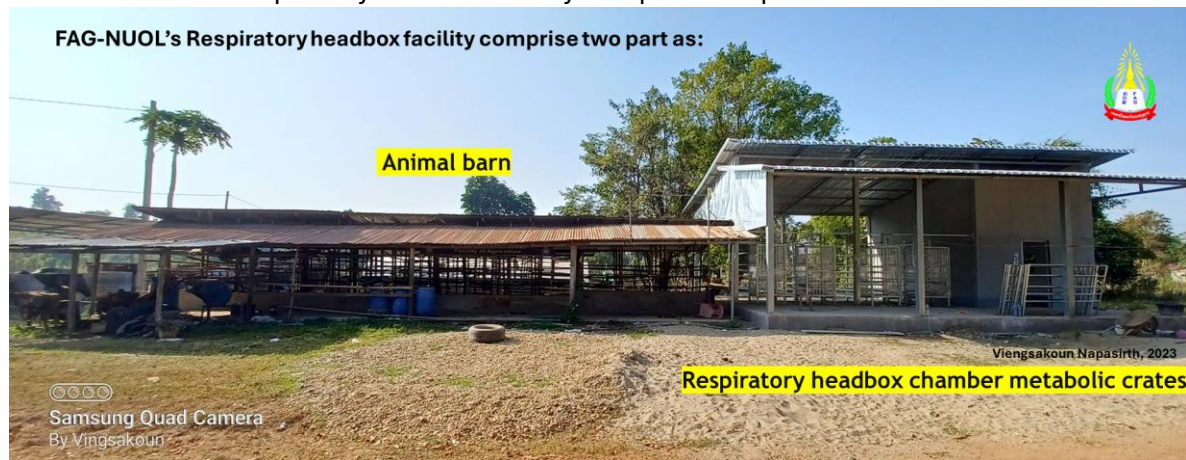 FAG-NUOL's Respiratory headbox facility comprise two part as:
Animal barn
Viengsakoun Napasirth, 2023
Respiratory headbox chamber metabolic crates
Samsung Quad Camera
By Vingsakoun